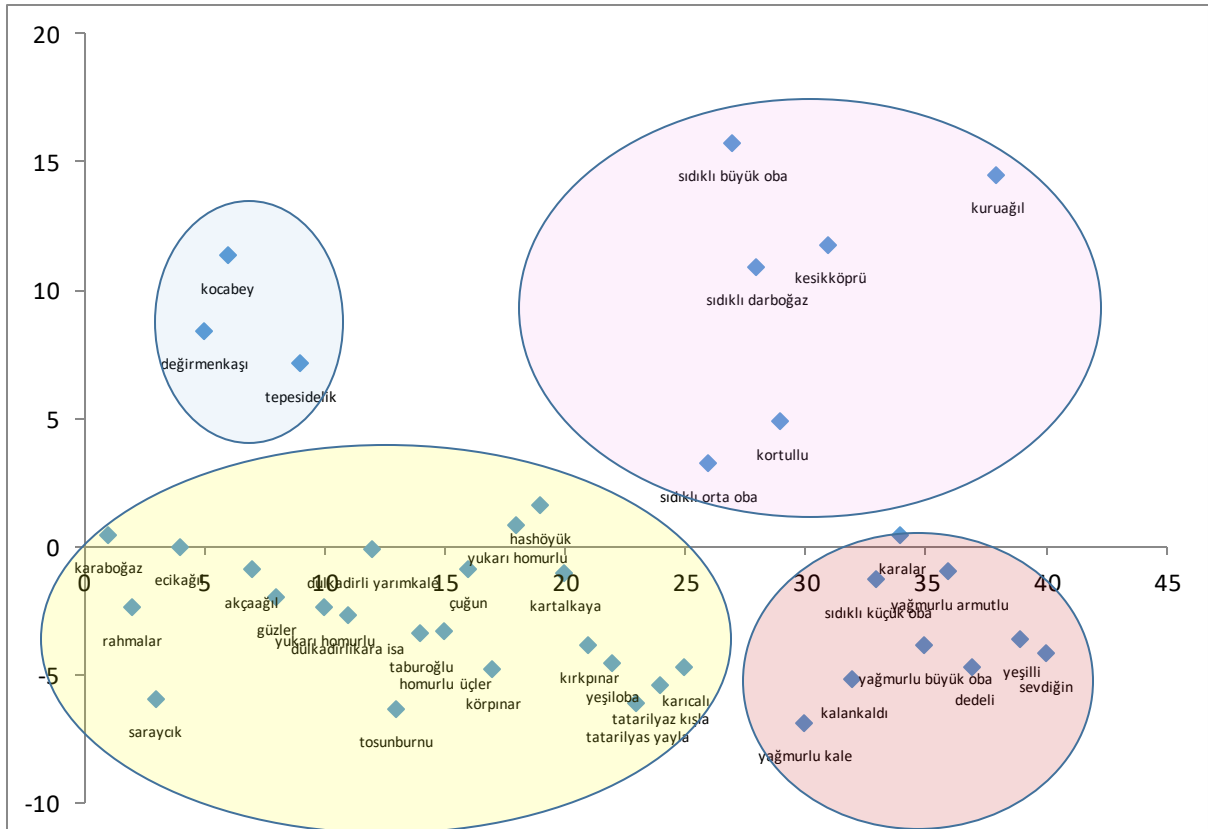 20
15
10
5
0
-5
-10
0 5 10 15 20 25 30 35 40 45
sıdıklı büyük oba
kuruağıl
kocabey
kesikköprü
sıdıklı darboğaz
değirmenkaşı
tepesidelik
kortullu
sıdıklı orta oba
hashöyük
yukarı homurlu
karaboğaz
ecikağıl
dulkadirli yarımkale
akçaağıl
çuğun
kartalkaya
rahmalar
güzler
yukarı homurlu
dulkadirlikara isa
taburoğlu
homurlu üçler
körpınar
kırkpınar
yeşiloba
karıcalı
tatarilyaz kışla
tatarilyas yayla
saraycık
tosunburnu
karalar
yağmurlu armutlu
sıdıklı küçük oba
yağmurlu büyük oba
yeşilli
sevdiğin
dedeli
kalankaldı
yağmurlu kale